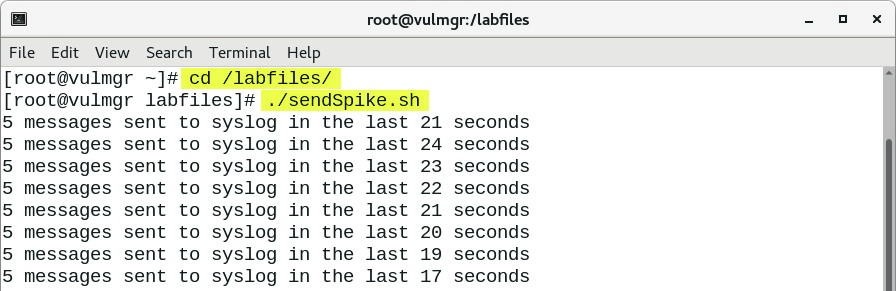 root@vulmgr:/labfiles
File Edit View Search Terminal Help
[root@vulmgr ~]# cd /labfiles/
[root@vulmgr labfiles]# ./sendSpike.sh
5 messages sent to syslog in the last 21 seconds
5 messages sent to syslog in the last 24 seconds
5 messages sent to syslog in the last 23 seconds
5 messages sent to syslog in the last 22 seconds
5 messages sent to syslog in the last 21 seconds
5 messages sent to syslog in the last 20 seconds
5 messages sent to syslog in the last 19 seconds
5 messages sent to syslog in the last 17 seconds